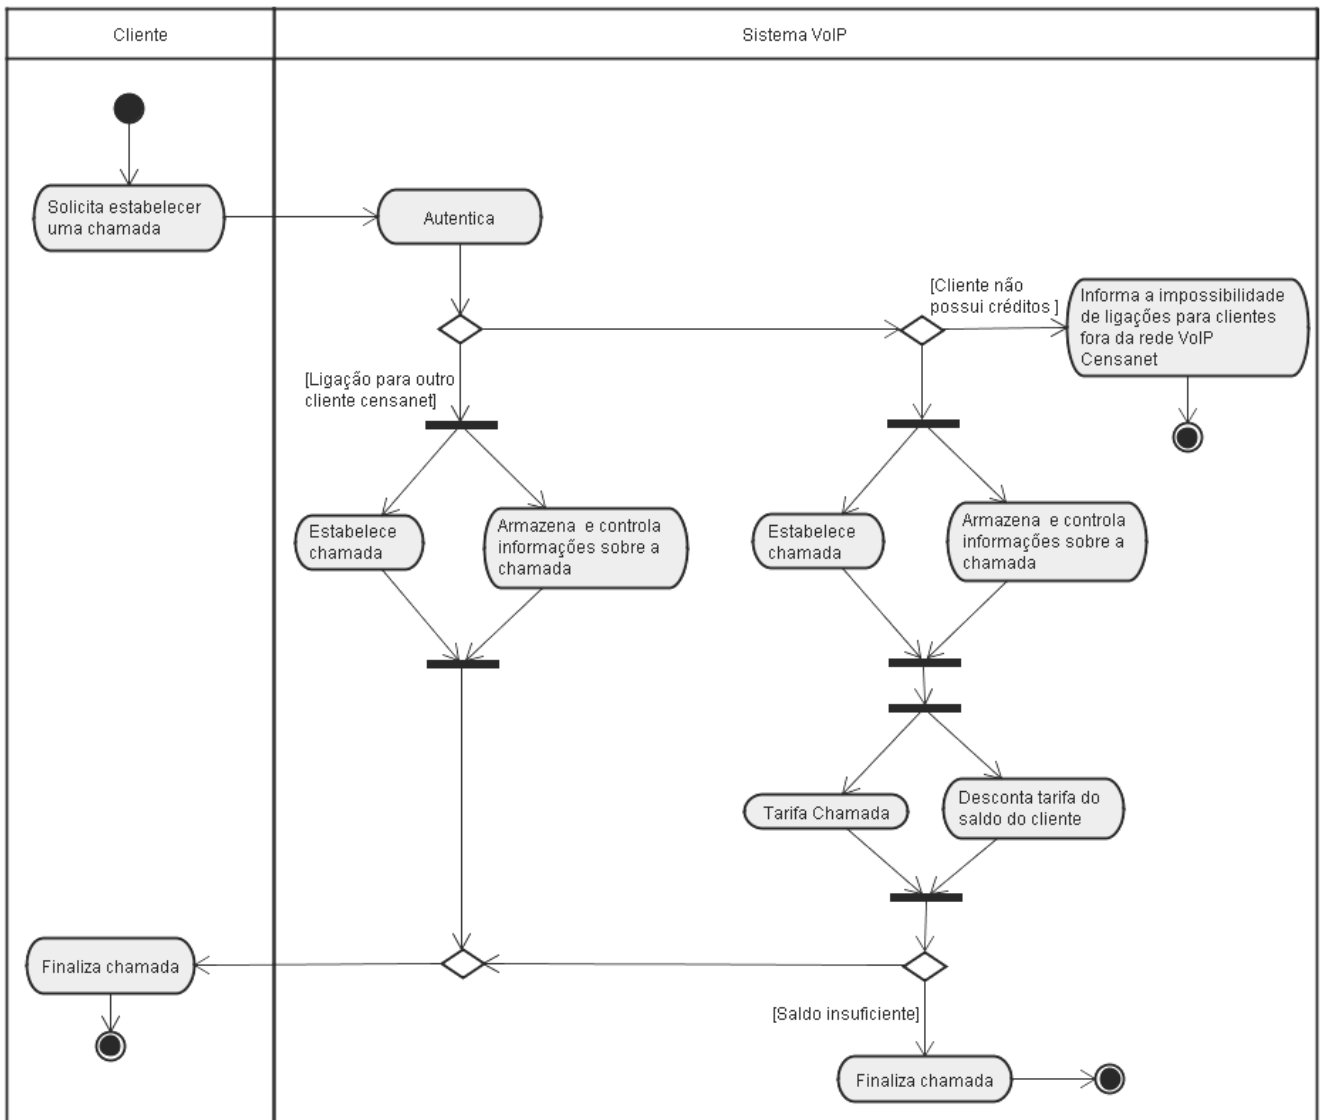 Cliente
Sistema VoIP
Solicita estabelecer
uma chamada
Autentica
[Cliente não
possui créditos ]
Informa a impossibilidade
de ligações para clientes
fora da rede VoIP
Censanet
[Ligação para outro
cliente censanet]
Estabelece
chamada
Armazena e controla
informações sobre a
chamada
Estabelece
chamada
Armazena e controla
informações sobre a
chamada
Tarifa Chamada
Desconta tarifa do
saldo do cliente
Finaliza chamada
[Saldo insuficiente]
Finaliza chamada